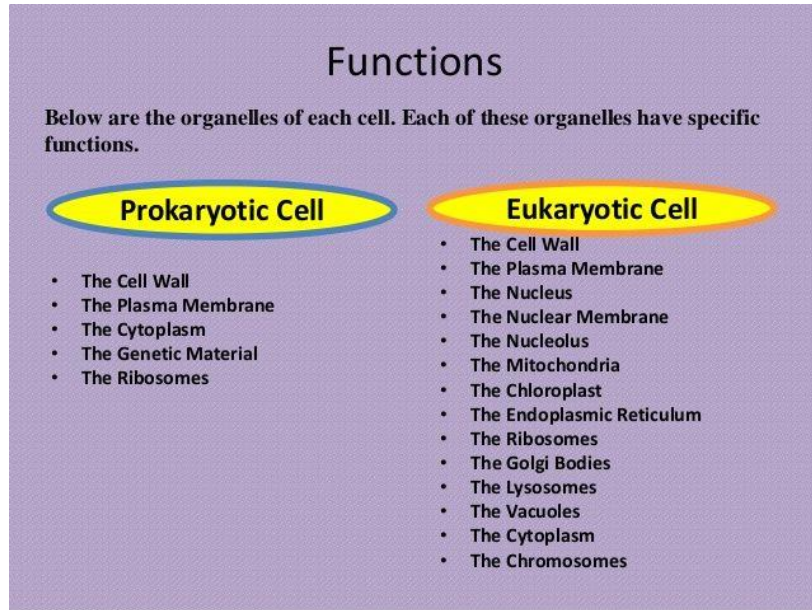 Functions
Below are the organelles of each cell. Each of these organelles have specific
functions.
Prokaryotic Cell
• The Cell Wall
• The Plasma Membrane
• The Cytoplasm
• The Genetic Material
• The Ribosomes
Eukaryotic Cell
• The Cell Wall
• The Plasma Membrane
• The Nucleus
• The Nuclear Membrane
• The Nucleolus
• The Mitochondria
• The Chloroplast
• The Endoplasmic Reticulum
• The Ribosomes
• The Golgi Bodies
• The Lysosomes
• The Vacuoles
• The Cytoplasm
• The Chromosomes